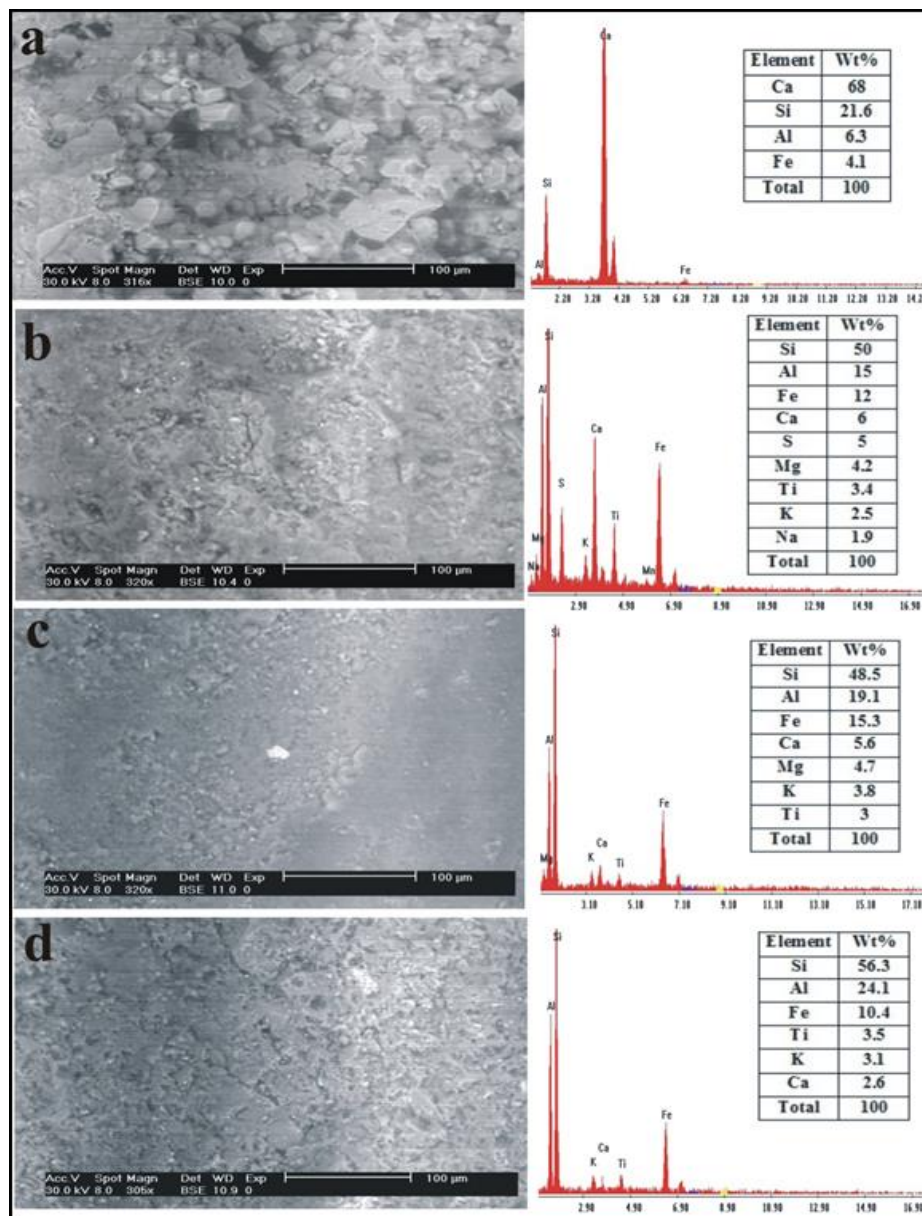 a
Acc.V Spot Magn Det WD Exp 100 µm
30.0 kV 8.0 316x BSE 10.0 0
Ca
Si
Al
Fe
2.20 3.20 4.20 5.20 6.20 7.20 8.20 9.20 10.20 11.20 12.20 13.20 14.20
Element Wt%
Ca 68
Si 21.6
Al 6.3
Fe 4.1
Total 100
b
Acc.V Spot Magn Det WD Exp 100 µm
30.0 kV 8.0 320x BSE 10.4 0
Si
Al
Ca
Fe
S
Ti
Mg
K
Na
Mn
2.90 4.90 6.90 8.90 10.90 12.90 14.90 16.90
Element Wt%
Si 50
Al 15
Fe 12
Ca 6
S 5
Mg 4.2
Ti 3.4
K 2.5
Na 1.9
Total 100
c
Acc.V Spot Magn Det WD Exp 100 µm
30.0 kV 8.0 320x BSE 11.0 0
Si
Al
Fe
Mg
K
Ca
Ti
3.10 5.10 7.10 9.10 11.10 13.10 15.10 17.10
Element Wt%
Si 48.5
Al 19.1
Fe 15.3
Ca 5.6
Mg 4.7
K 3.8
Ti 3
Total 100
d
Acc.V Spot Magn Det WD Exp 100 µm
30.0 kV 8.0 305x BSE 10.9 0
Si
Al
Fe
Ca
K
Ti
2.90 4.90 6.90 8.90 10.90 12.90 14.90
Element Wt%
Si 56.3
Al 24.1
Fe 10.4
Ti 3.5
K 3.1
Ca 2.6
Total 100